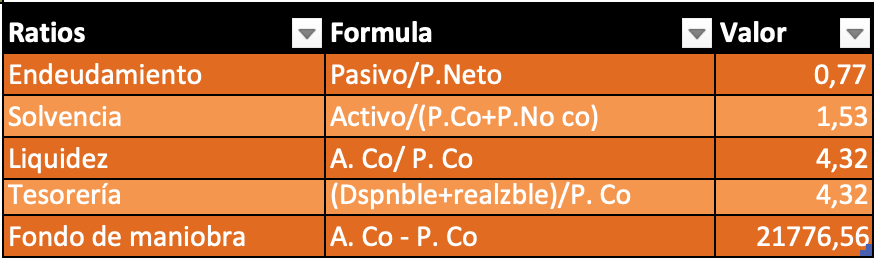 Ratios Formula Valor
Endeudamiento Pasivo/P.Neto 0,77
Solvencia Activo/(P.Co+P.No co) 1,53
Liquidez A. Co/ P. Co 4,32
Tesorería (Dspnble+realzble)/P. Co 4,32
Fondo de maniobra A. Co - P. Co 21776,56